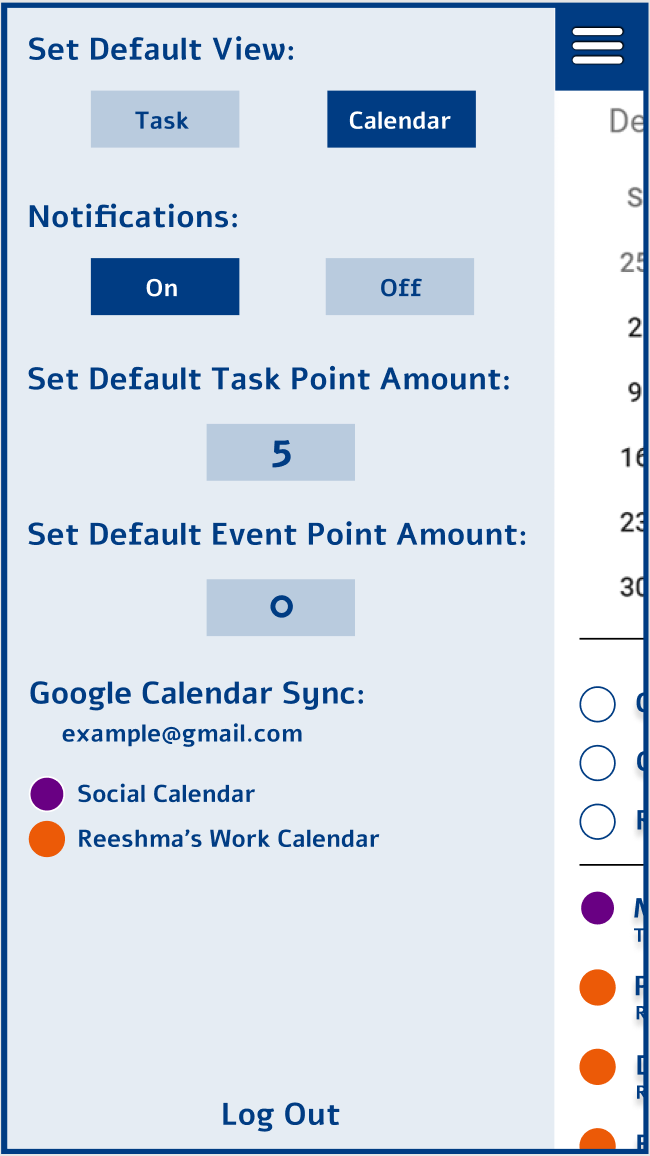 Set Default View:
Task
Calendar
Notifications:
On
Off
Set Default Task Point Amount:
5
Set Default Event Point Amount:
0
Google Calendar Sync:
example@gmail.com
Social Calendar
Reeshma's Work Calendar
Log Out
De
S
25
2
9
16
23
30